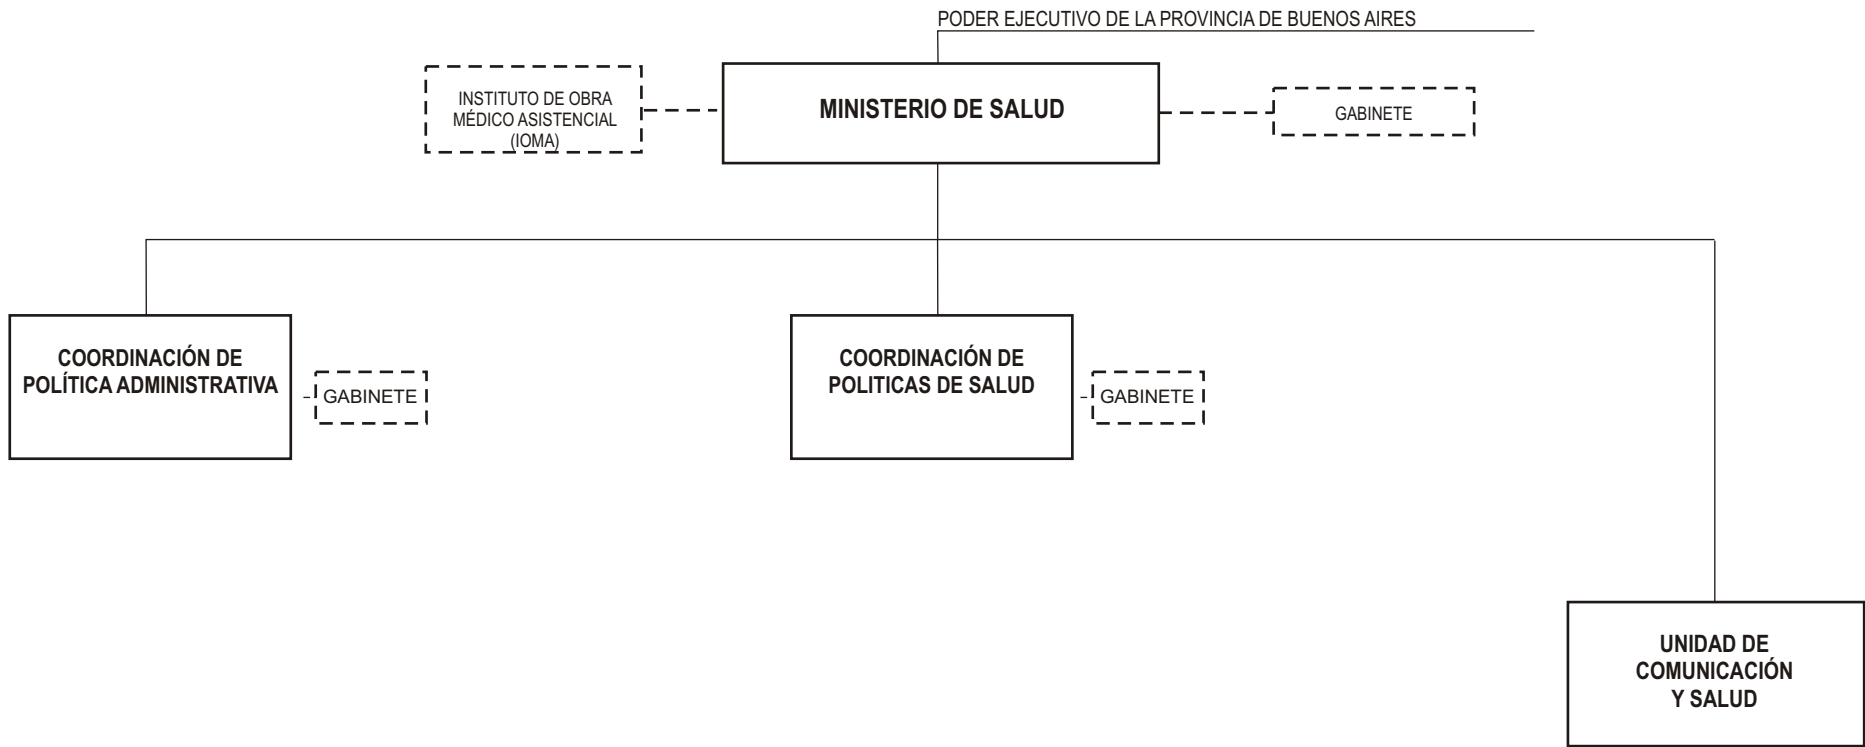 PODER EJECUTIVO DE LA PROVINCIA DE BUENOS AIRES
INSTITUTO DE OBRA
MÉDICO ASISTENCIAL
(IOMA)
MINISTERIO DE SALUD
GABINETE
COORDINACIÓN DE
POLÍTICA ADMINISTRATIVA
GABINETE
COORDINACIÓN DE
POLITICAS DE SALUD
GABINETE
UNIDAD DE
COMUNICACIÓN
Y SALUD